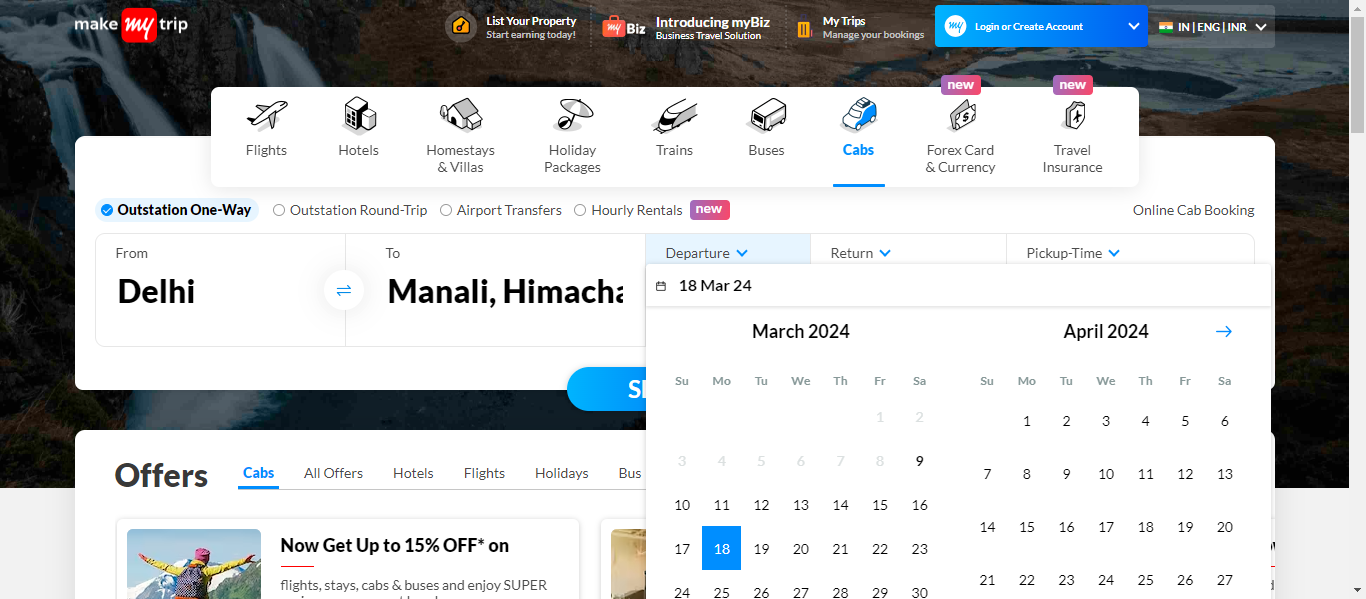 make my trip
List Your Property
Start earning today!
my Biz
Introducing myBiz
Business Travel Solution
My Trips
Manage your bookings
my
Login or Create Account
IN | ENG | INR
new
new
Flights
Hotels
Homestays
& Villas
Holiday
Packages
Trains
Buses
Cabs
Forex Card
& Currency
Travel
Insurance
Outstation One-Way
Outstation Round-Trip
Airport Transfers
Hourly Rentals
new
Online Cab Booking
From
To
Departure
Return
Pickup-Time
Delhi
Manali, Himacha
18 Mar 24
March 2024
April 2024
Su Mo Tu We Th Fr Sa
1 2
3 4 5 6 7 8 9
10 11 12 13 14 15 16
17 18 19 20 21 22 23
24 25 26 27 28 29 30
Su Mo Tu We Th Fr Sa
1 2 3 4 5 6
7 8 9 10 11 12 13
14 15 16 17 18 19 20
21 22 23 24 25 26 27
Offers
Cabs
All Offers
Hotels
Flights
Holidays
Bus
Now Get Up to 15% OFF* on
flights, stays, cabs & buses and enjoy SUPER